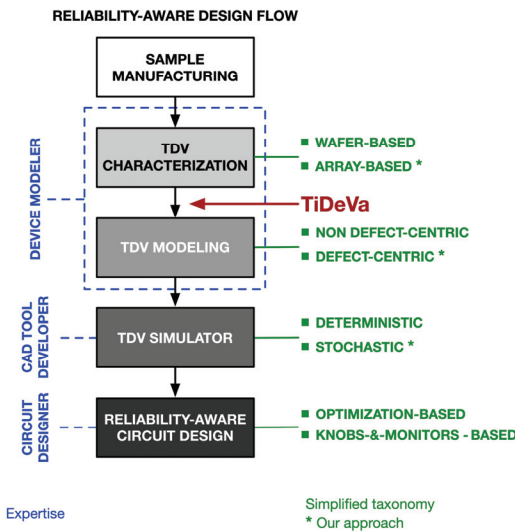 RELIABILITY-AWARE DESIGN FLOW
SAMPLE
MANUFACTURING
TDV
CHARACTERIZATION
■ WAFER-BASED
■ ARRAY-BASED *
TiDeVa
DEVICE MODELER
TDV MODELING
■ NON DEFECT-CENTRIC
■ DEFECT-CENTRIC *
CAD TOOL
DEVELOPER
TDV SIMULATOR
■ DETERMINISTIC
■ STOCHASTIC *
CIRCUIT
DESIGNER
RELIABILITY-AWARE
CIRCUIT DESIGN
■ OPTIMIZATION-BASED
■ KNOBS-&-MONITORS - BASED
Expertise
Simplified taxonomy
* Our approach